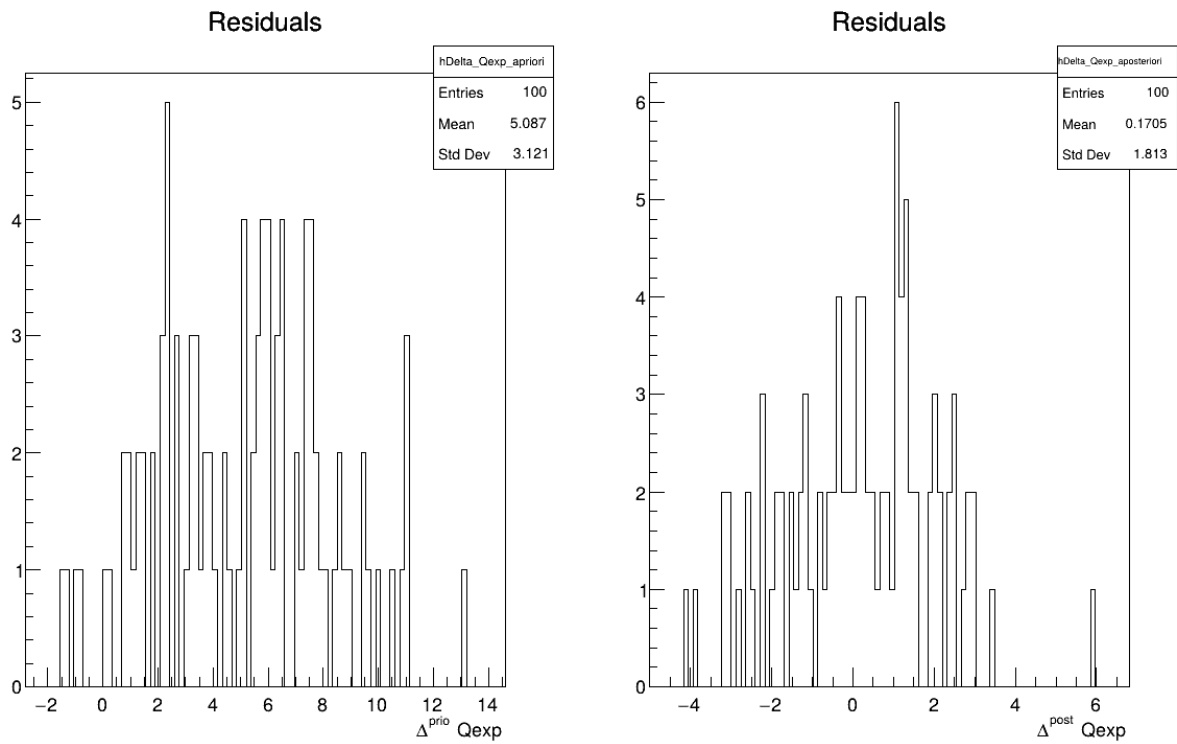 Residuals
hDelta_Qexp_apriori
Entries 100
Mean 5.087
Std Dev 3.121
5
4
3
2
1
0
−2 0 2 4 6 8 10 12 14
Δprio Qexp
Residuals
hDelta_Qexp_aposteriori
Entries 100
Mean 0.1705
Std Dev 1.813
6
5
4
3
2
1
0
−4 −2 0 2 4 6
Δpost Qexp